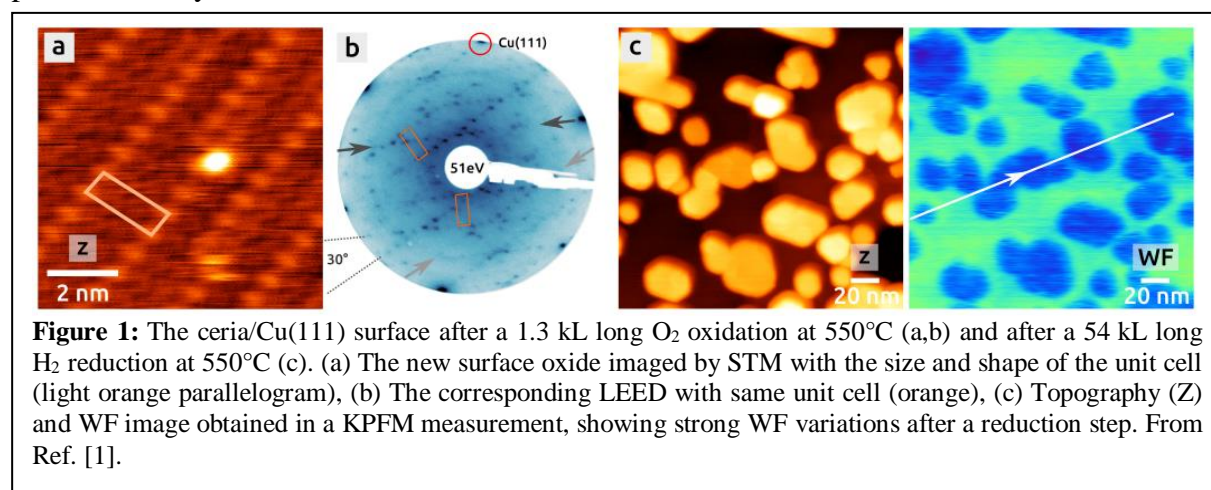 a
b
Cu(111)
c
51eV
30°
z
2 nm
z
20 nm
WF
20 nm
Figure 1: The ceria/Cu(111) surface after a 1.3 kL long O₂ oxidation at 550°C (a,b) and after a 54 kL long
H₂ reduction at 550°C (c). (a) The new surface oxide imaged by STM with the size and shape of the unit cell
(light orange parallelogram), (b) The corresponding LEED with same unit cell (orange), (c) Topography (Z)
and WF image obtained in a KPFM measurement, showing strong WF variations after a reduction step. From
Ref. [1].